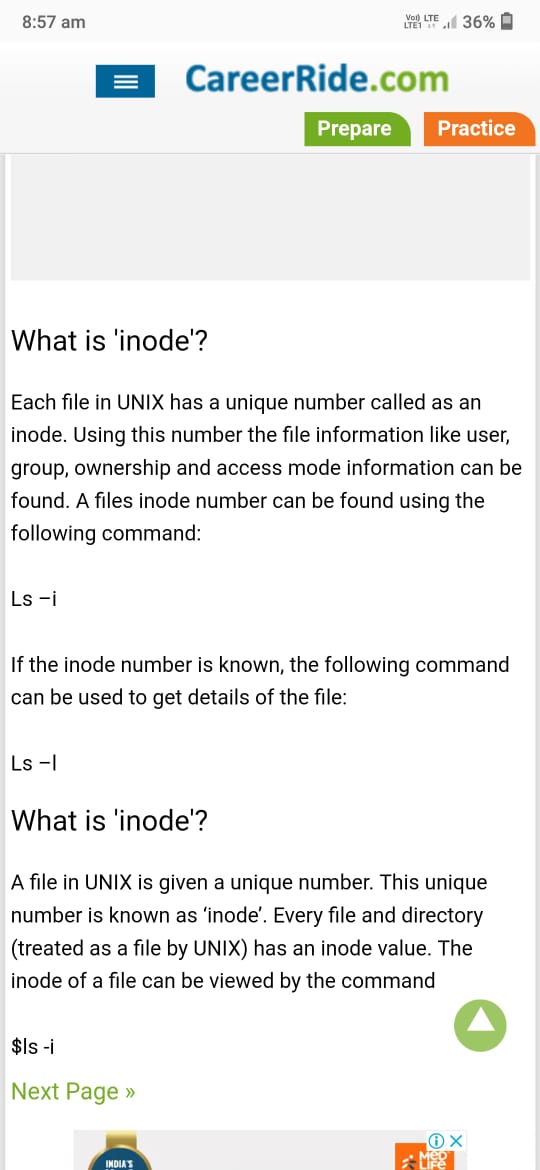 8:57 am
Vo)) LTE
LTE1
36%
CareerRide.com
Prepare
Practice
What is 'inode'?
Each file in UNIX has a unique number called as an
inode. Using this number the file information like user,
group, ownership and access mode information can be
found. A files inode number can be found using the
following command:
Ls –i
If the inode number is known, the following command
can be used to get details of the file:
Ls –l
What is 'inode'?
A file in UNIX is given a unique number. This unique
number is known as ‘inode’. Every file and directory
(treated as a file by UNIX) has an inode value. The
inode of a file can be viewed by the command
$ls -i
Next Page »
INDIA'S
MED
LIFE